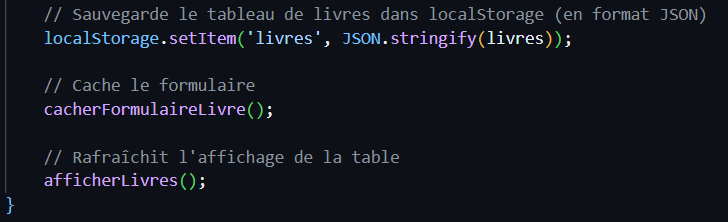 // Sauvegarde le tableau de livres dans localStorage (en format JSON)
localStorage.setItem('livres', JSON.stringify(livres));
// Cache le formulaire
cacherFormulaireLivre();
// Rafraîchit l'affichage de la table
afficherLivres();
}